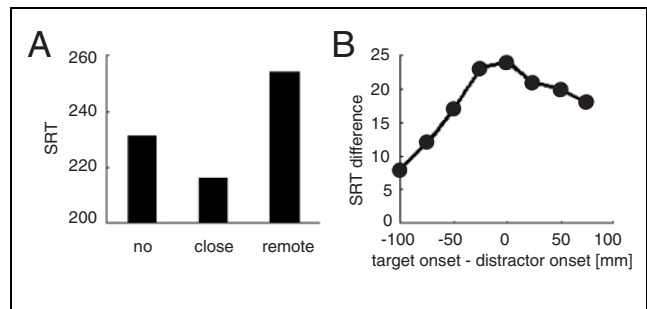 A
B
260
240
220
200
SRT
no close remote
25
20
15
10
5
0
SRT difference
-100 -50 0 50 100
target onset - distractor onset [mm]